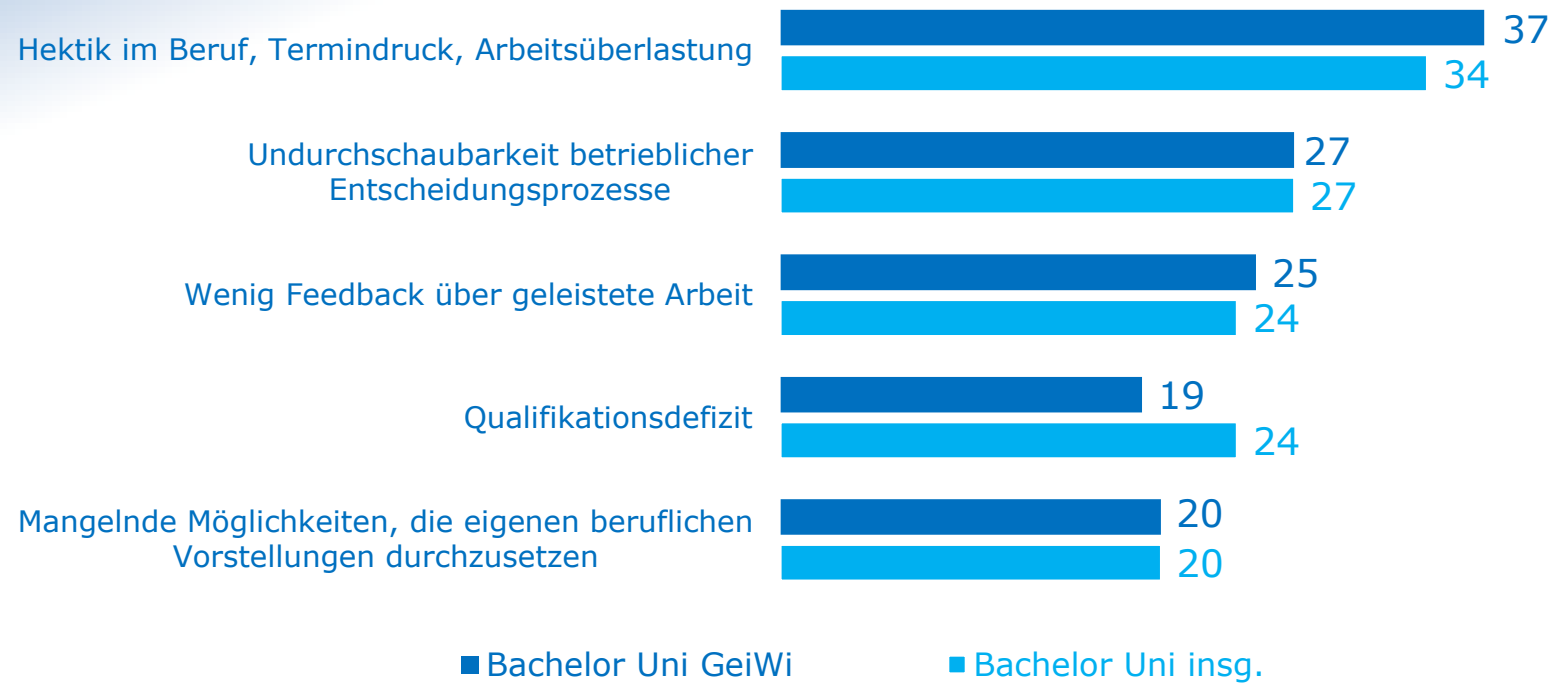 Hektik im Beruf, Termindruck, Arbeitsüberlastung
37
34
Undurchschaubarkeit betrieblicher
Entscheidungsprozesse
27
27
Wenig Feedback über geleistete Arbeit
25
24
Qualifikationsdefizit
19
24
Mangelnde Möglichkeiten, die eigenen beruflichen
Vorstellungen durchzusetzen
20
20
Bachelor Uni GeiWi
Bachelor Uni insg.